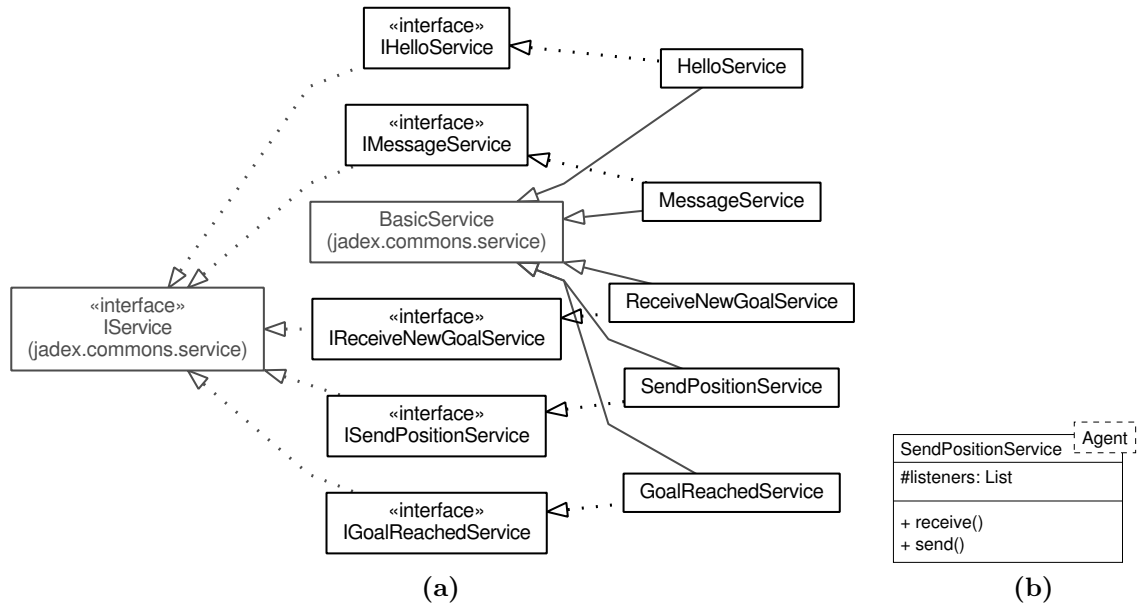 «interface»
IHelloService
HelloService
«interface»
IMessageService
MessageService
BasicService
(jadex.commons.service)
ReceiveNewGoalService
«interface»
IService
(jadex.commons.service)
«interface»
IReceiveNewGoalService
SendPositionService
«interface»
ISendPositionService
GoalReachedService
«interface»
IGoalReachedService
(a)
Agent
SendPositionService
#listeners: List
+ receive()
+ send()
(b)